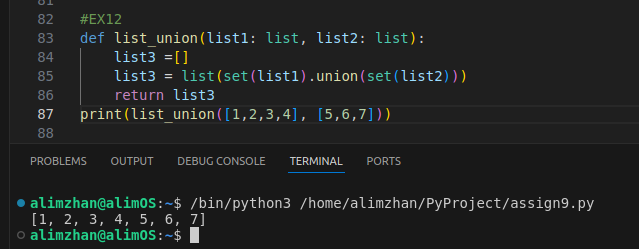 81
82 #EX12
83 def list_union(list1: list, list2: list):
84     list3 =[]
85     list3 = list(set(list1).union(set(list2)))
86     return list3
87 print(list_union([1,2,3,4], [5,6,7]))
88
PROBLEMS OUTPUT DEBUG CONSOLE TERMINAL PORTS
alimzhan@alimOS:~$ /bin/python3 /home/alimzhan/PyProject/assign9.py
[1, 2, 3, 4, 5, 6, 7]
alimzhan@alimOS:~$